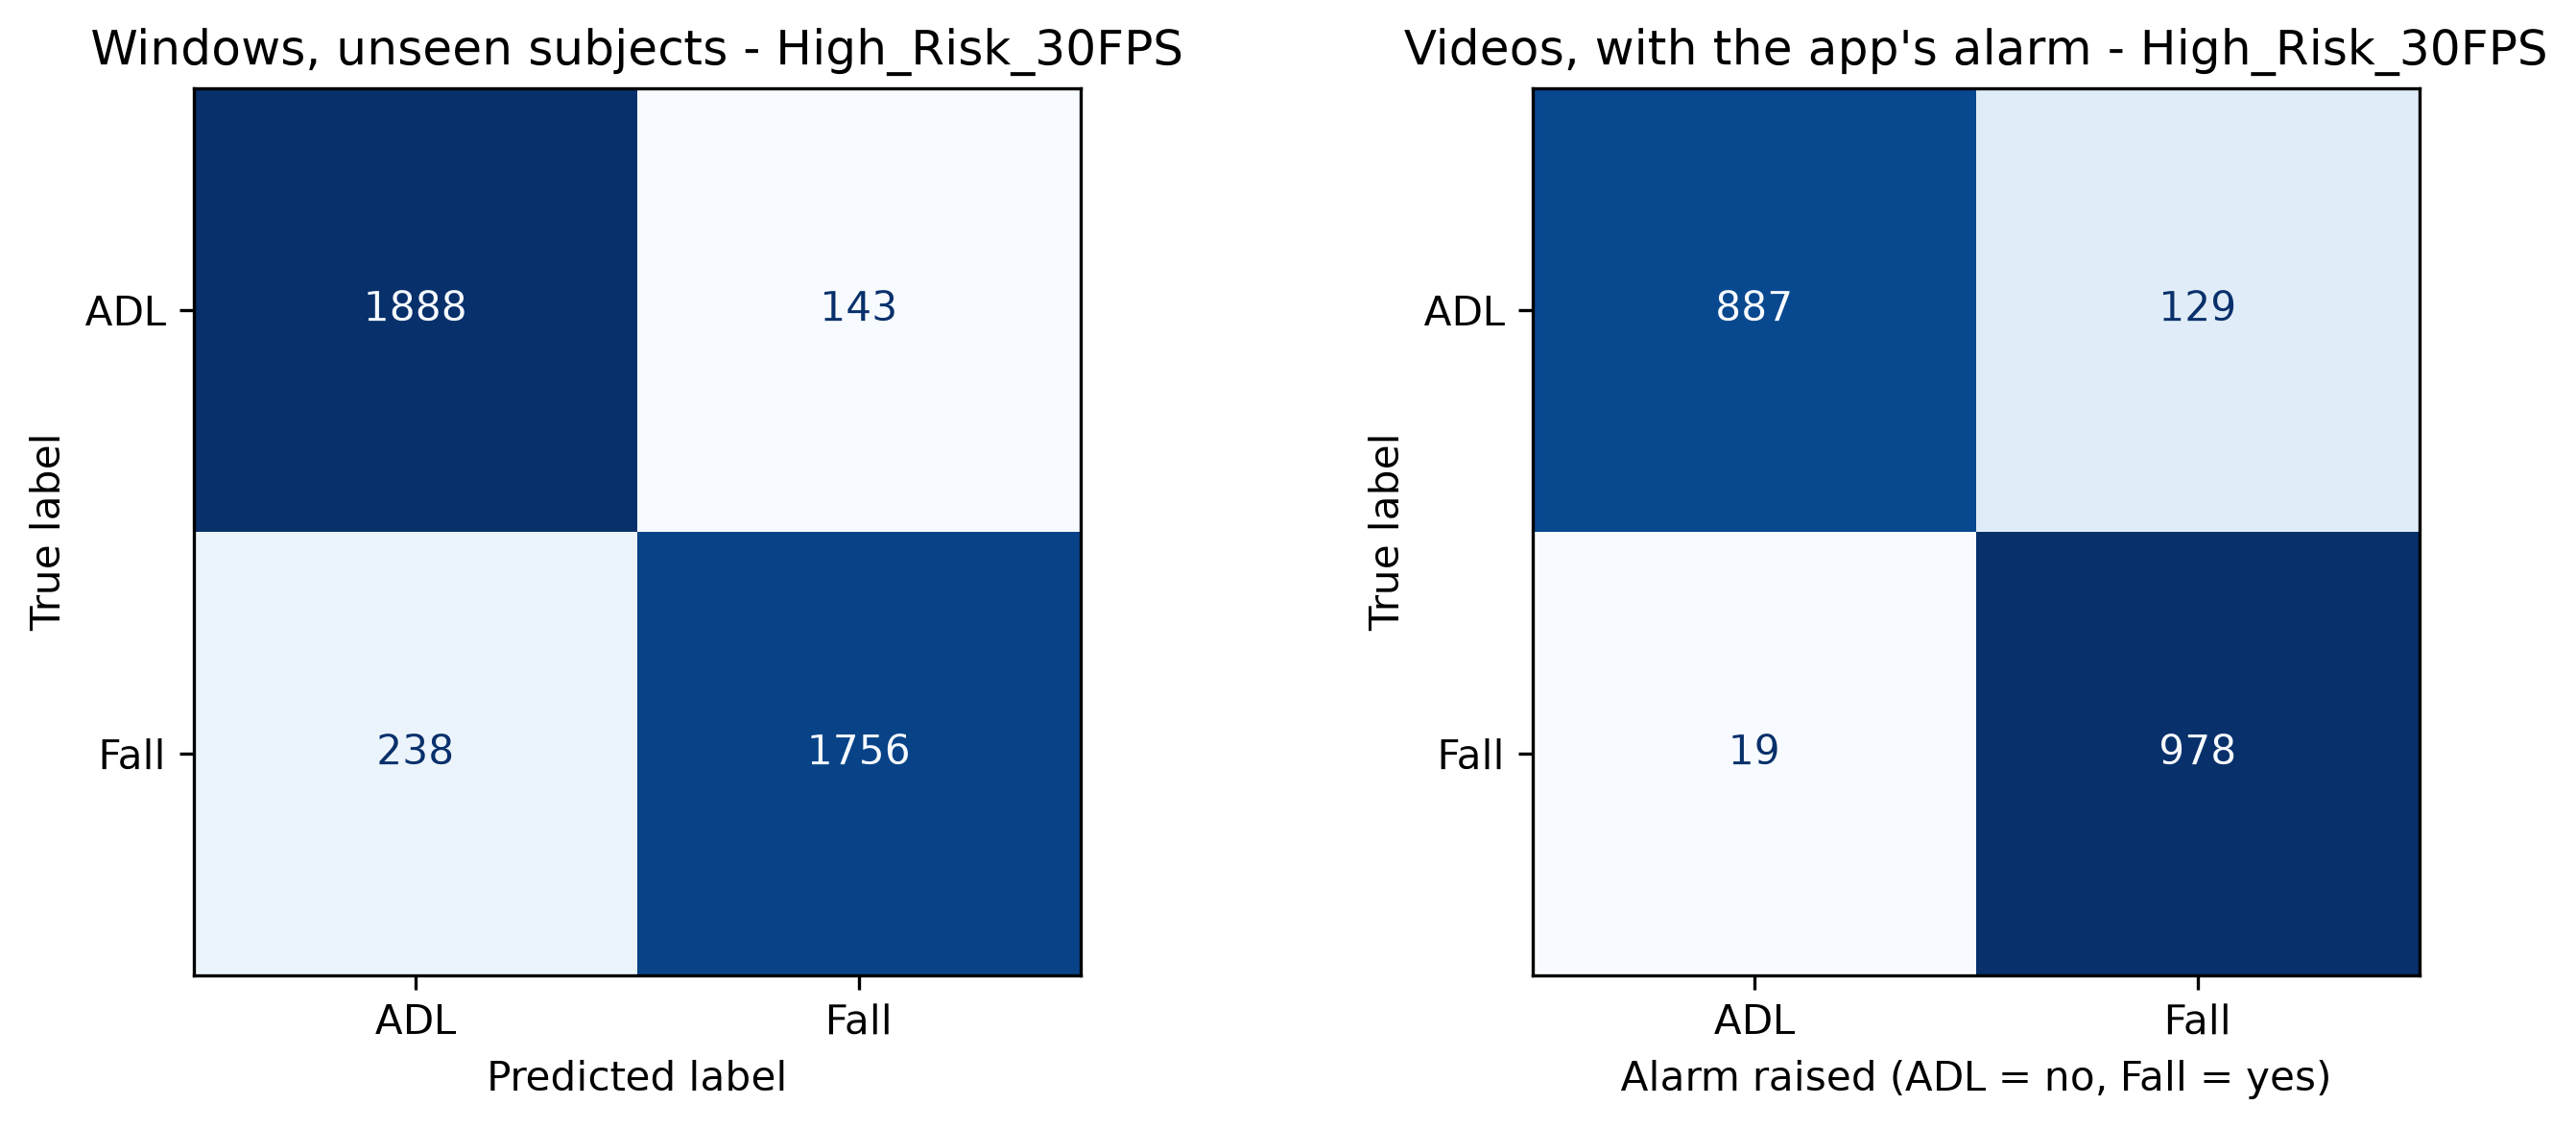 Windows, unseen subjects - High_Risk_30FPS
True label
ADL
1888
143
Fall
238
1756
ADL
Fall
Predicted label
Videos, with the app's alarm - High_Risk_30FPS
True label
ADL
887
129
Fall
19
978
ADL
Fall
Alarm raised (ADL = no, Fall = yes)